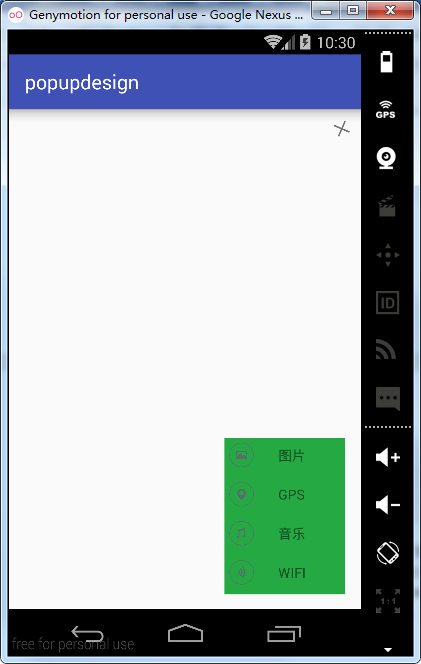 Genymotion for personal use - Google Nexus ...
10:30
popupdesign
GPS
ID
图片
GPS
音乐
WIFI
1:1
free for personal use